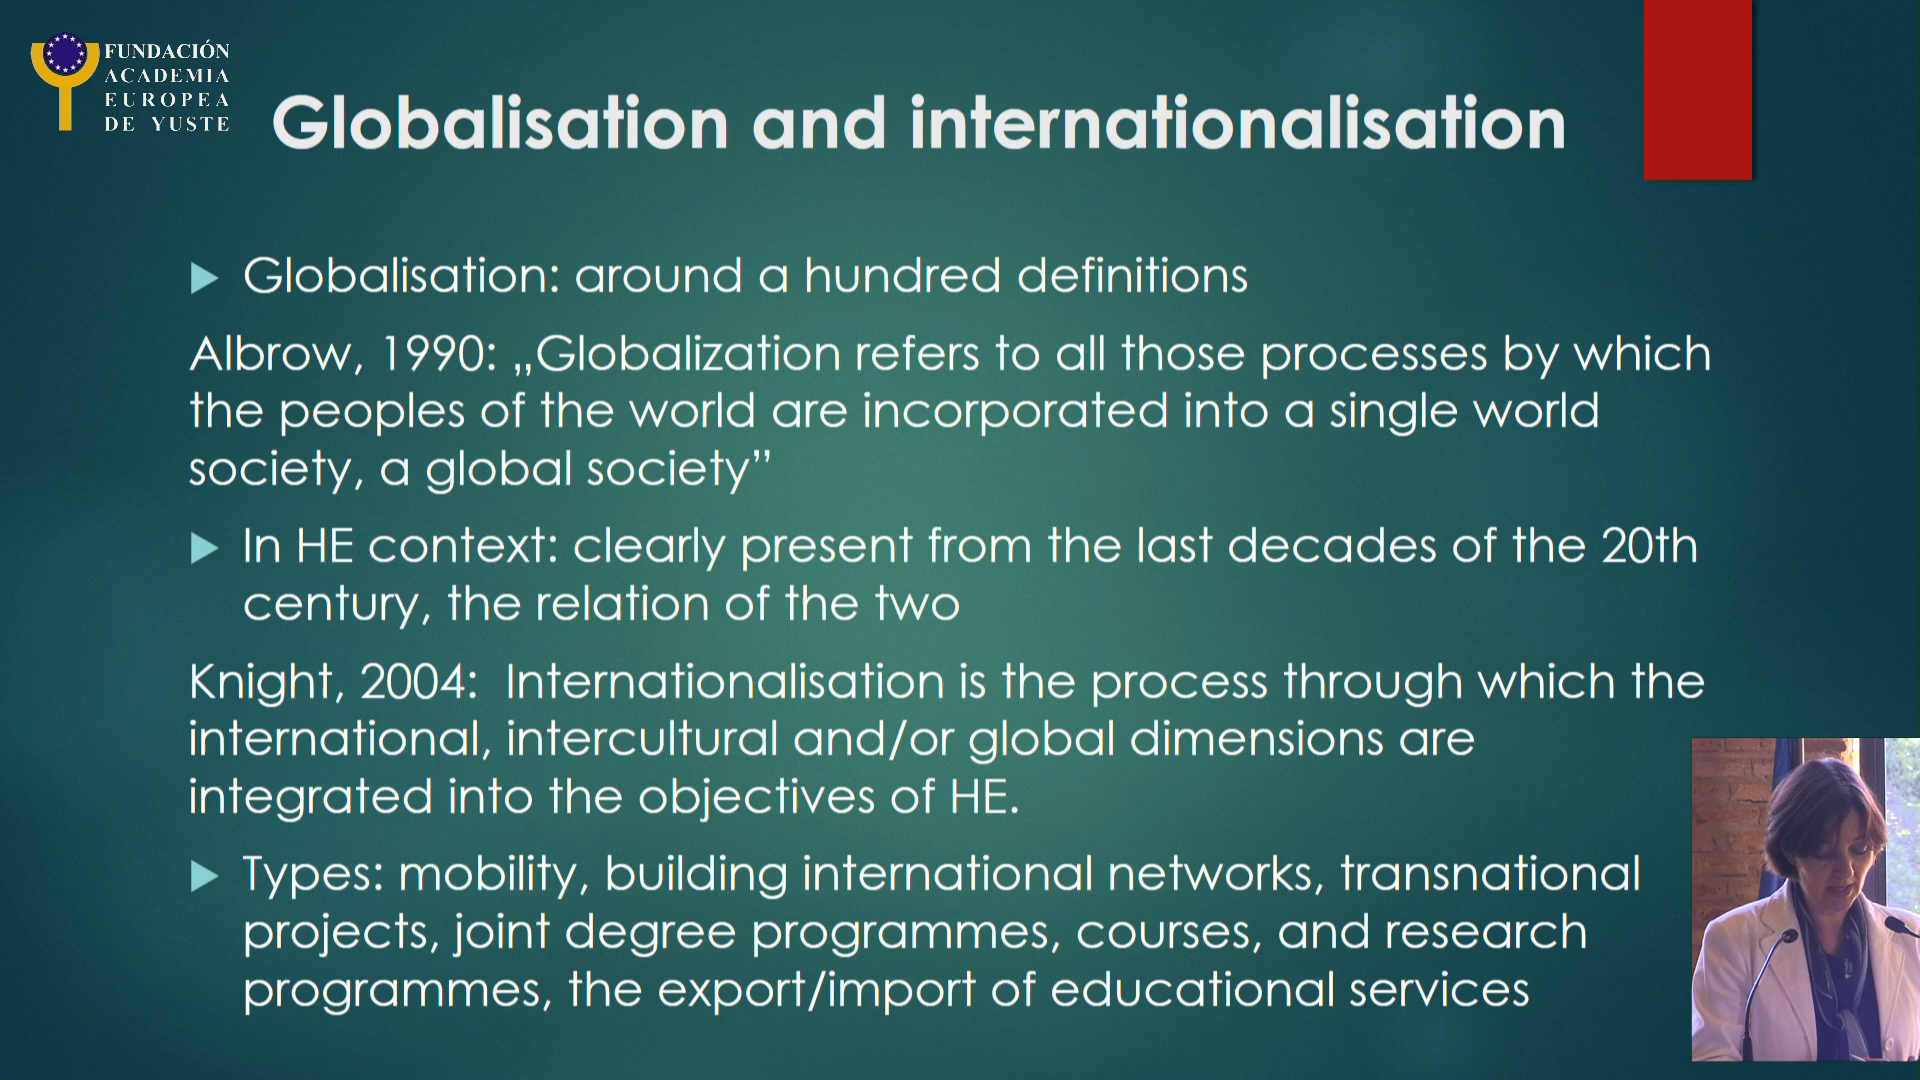 FUNDACIÓN
ACADEMIA
EUROPEA
DE YUSTE
Globalisation and internationalisation
Globalisation: around a hundred definitions
Albrow, 1990: „Globalization refers to all those processes by which
the peoples of the world are incorporated into a single world
society, a global society”
In HE context: clearly present from the last decades of the 20th
century, the relation of the two
Knight, 2004: Internationalisation is the process through which the
international, intercultural and/or global dimensions are
integrated into the objectives of HE.
Types: mobility, building international networks, transnational
projects, joint degree programmes, courses, and research
programmes, the export/import of educational services